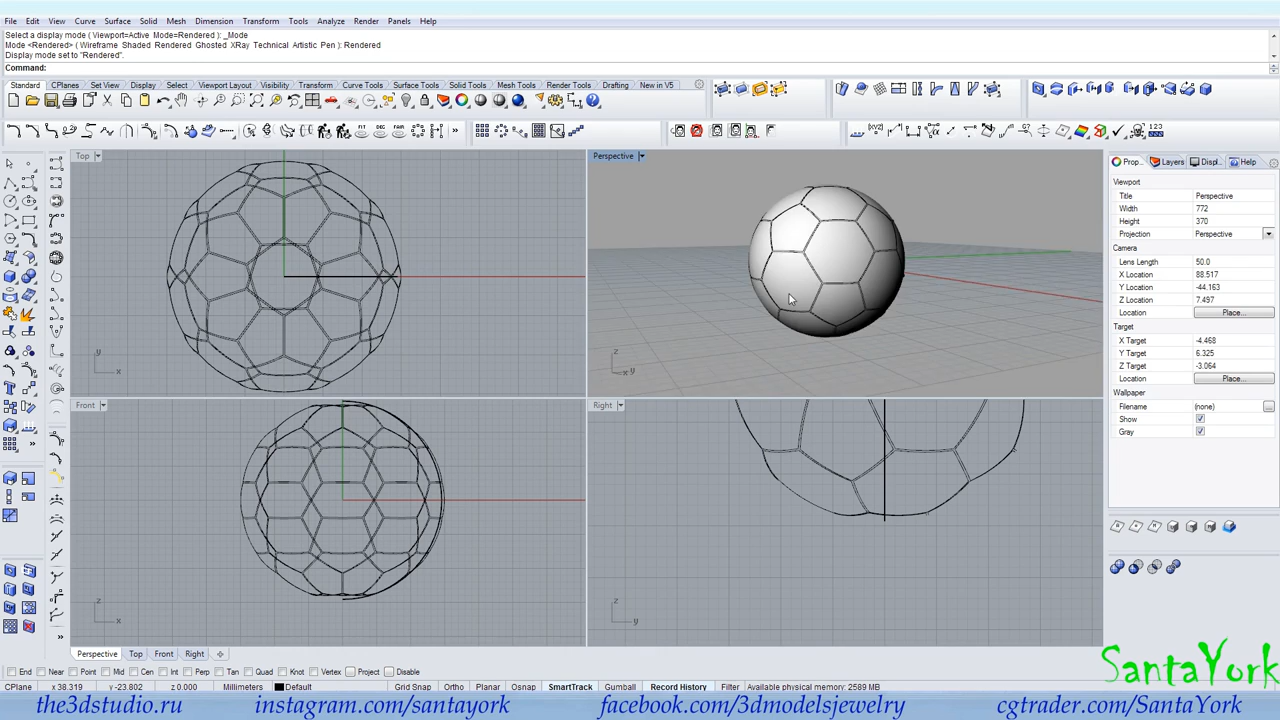 File Edit View Curve Surface Solid Mesh Dimension Transform Tools Analyze Render Panels Help
Select a display mode ( Viewport=Active Mode=Rendered ): _Mode
Mode <Rendered> ( Wireframe Shaded Rendered Ghosted XRay Technical Artistic Pen ): Rendered
Display mode set to "Rendered".
Command:
Standard CPlanes Set View Display Select Viewport Layout Visibility Transform Curve Tools Surface Tools Solid Tools Mesh Tools Render Tools Drafting New in V5
Top
Perspective
Prop... Layers Displ... Help
Viewport
Title Perspective
Width 772
Height 370
Projection Perspective
Camera
Lens Length 50.0
X Location 88.517
Y Location -44.163
Z Location 7.497
Location Place...
Target
X Target -4.468
Y Target 6.325
Z Target -3.064
Location Place...
Wallpaper
Filename (none) ...
Show
Gray
y
x
z
x y
Front
Right
z
x
z
y
Perspective Top Front Right
End Near Point Mid Cen Int Perp Tan Quad Knot Vertex Project Disable
CPlane x 38.319 y -23.802 z 0.000 Millimeters Default Grid Snap Ortho Planar Osnap SmartTrack Gumball Record History Filter Available physical memory: 2589 MB
SantaYork
the3dstudio.ru instagram.com/santayork facebook.com/3dmodelsjewelry cgtrader.com/SantaYork